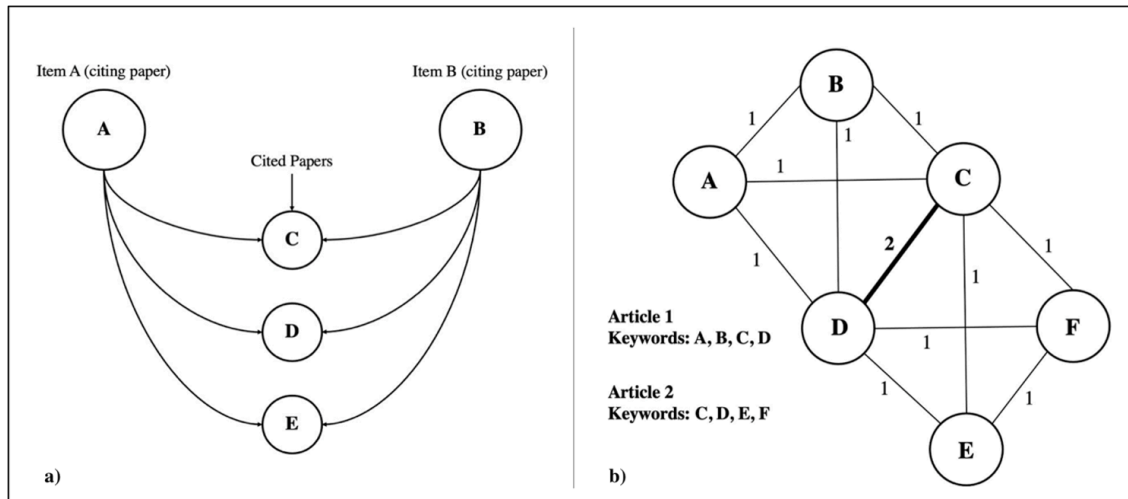 Item A (citing paper)
Item B (citing paper)
A
B
Cited Papers
C
D
E
a)
B
1
1
1
A
1
C
1
2
1
1
Article 1
Keywords: A, B, C, D
D
F
1
Article 2
Keywords: C, D, E, F
1
1
E
b)